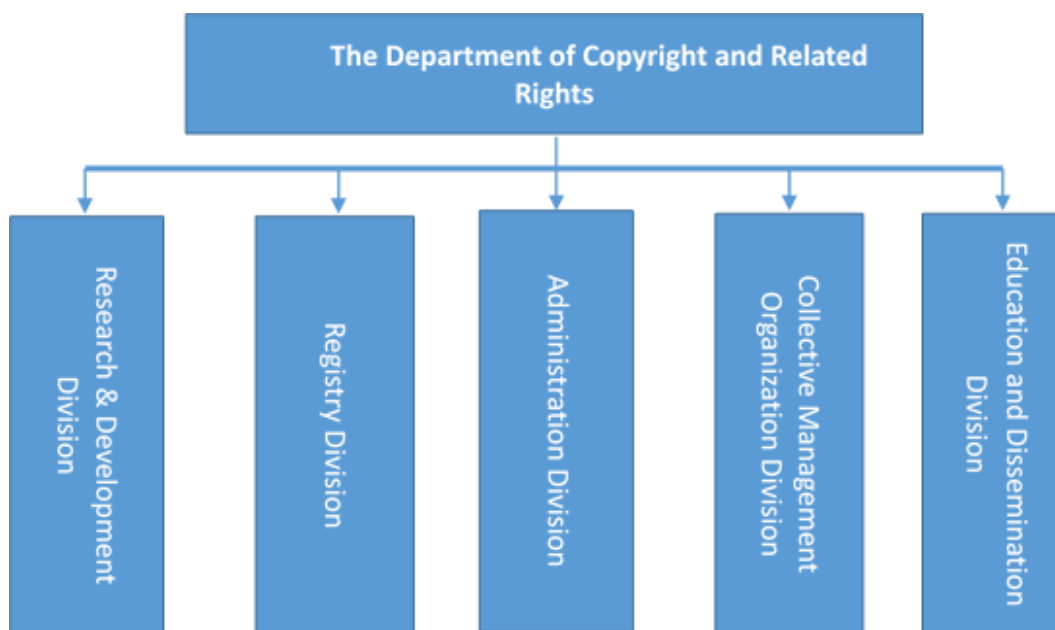 The Department of Copyright and Related
Rights
Research & Development
Division
Registry Division
Administration Division
Collective Management
Organization Division
Education and Dissemination
Division